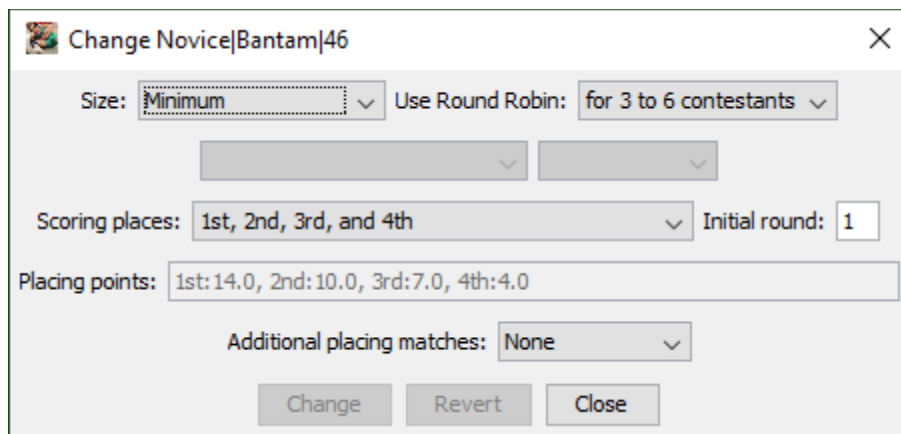 Change Novice|Bantam|46
Size: Minimum Use Round Robin: for 3 to 6 contestants
Scoring places: 1st, 2nd, 3rd, and 4th Initial round: 1
Placing points: 1st:14.0, 2nd:10.0, 3rd:7.0, 4th:4.0
Additional placing matches: None
Change Revert Close